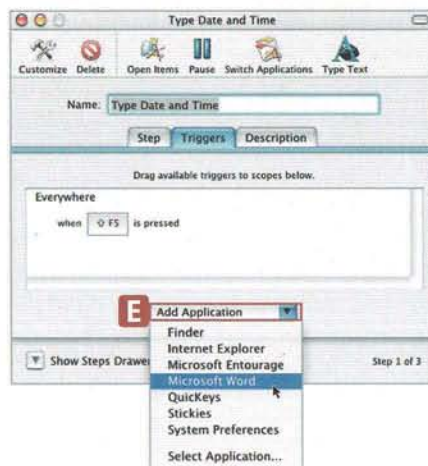 Type Date and Time
Customize Delete Open Items Pause Switch Applications Type Text
Name: Type Date and Time
Step Triggers Description
Drag available triggers to scopes below.
Everywhere
when ⇧ F5 is pressed
E
Add Application
Finder
Internet Explorer
Microsoft Entourage
Show Steps Drawer Microsoft Word Step 1 of 3
QuicKeys
Stickies
System Preferences
Select Application...